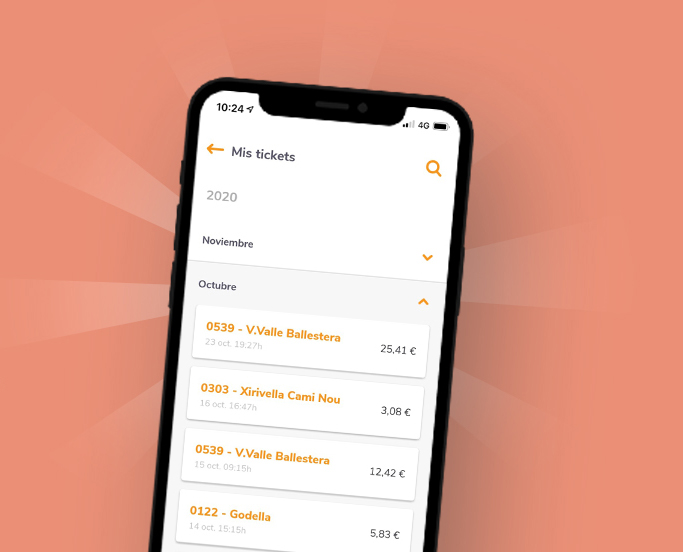 10:24
4G
Mis tickets
2020
Noviembre
Octubre
0539 - V.Valle Ballestera
23 oct. 19:27h
25,41 €
0303 - Xirivella Cami Nou
16 oct. 16:47h
3,08 €
0539 - V.Valle Ballestera
15 oct. 09:15h
12,42 €
0122 - Godella
14 oct. 15:15h
5,83 €